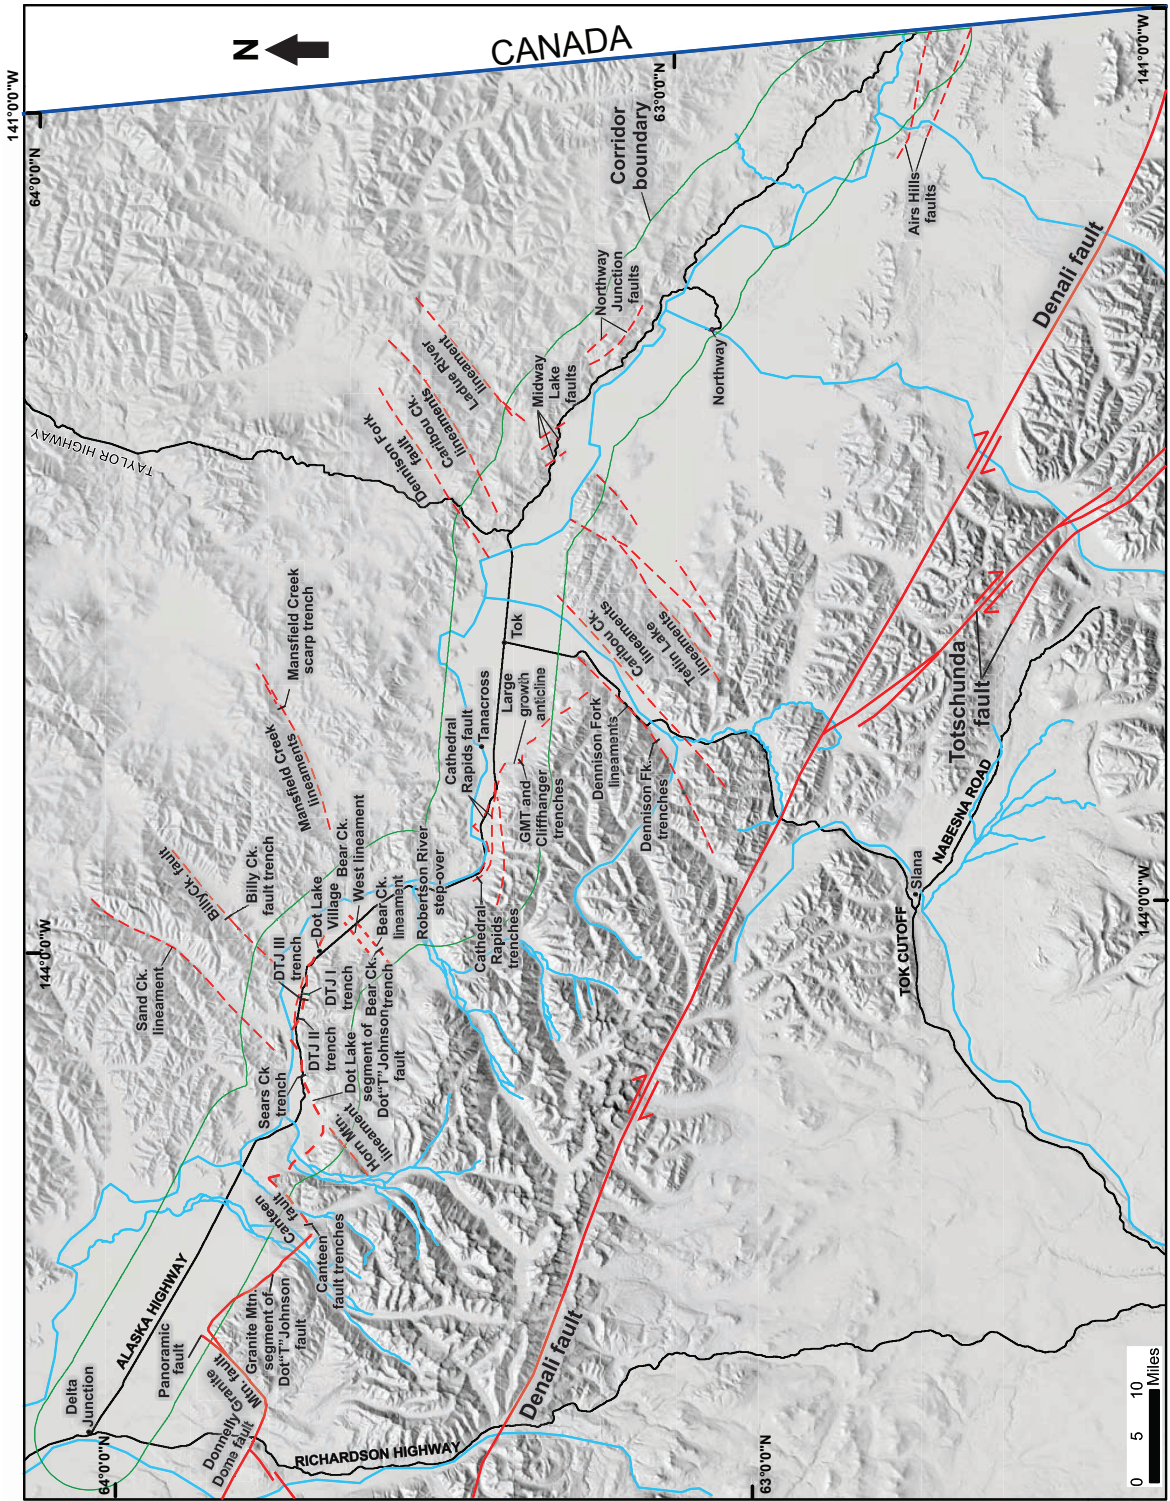 N
CANADA
141°0'0"W
64°0'0"N
63°0'0"N
141°0'0"W
Corridor
boundary
Airs Hills
faults
Denali fault
Northway
Junction
faults
Northway
Midway
Lake
faults
Ladue River
lineament
Caribou Ck.
lineaments
Dennison Fork
fault
TAYLOR HIGHWAY
Tetlin Lake
lineaments
Caribou Ck.
lineaments
Totschunda
fault
Tok
Mansfield Creek
scarp trench
Mansfield Creek
lineaments
Tanacross
Large
growth
anticline
Cathedral
Rapids fault
Dennison Fork
lineaments
Dennison Fk.
trenches
GMT and
Cliffhanger
trenches
NABESNA ROAD
Slana
TOK CUTOFF
144°0'0"W
144°0'0"W
Billy Ck. fault
Billy Ck.
fault trench
Dot Lake
Village
Bear Ck.
West lineament
Bear Ck.
lineament
Robertson River
step-over
Cathedral
Rapids
trenches
Sand Ck.
lineament
DTJ III
trench
DTJ I
trench
Bear Ck.
trench
DTJ II
trench
Dot Lake
segment of
Dot"T"Johnson
fault
Sears Ck
trench
Horn Mtn.
lineament
Canteen
fault
Canteen
fault trenches
ALASKA HIGHWAY
Panoramic
fault
Granite Mtn.
segment of
Dot"T"Johnson
fault
Granite
Mtn. fault
Delta
Junction
Donnelly
Dome fault
RICHARDSON HIGHWAY
Denali fault
64°0'0"N
63°0'0"N
0 5 10
Miles